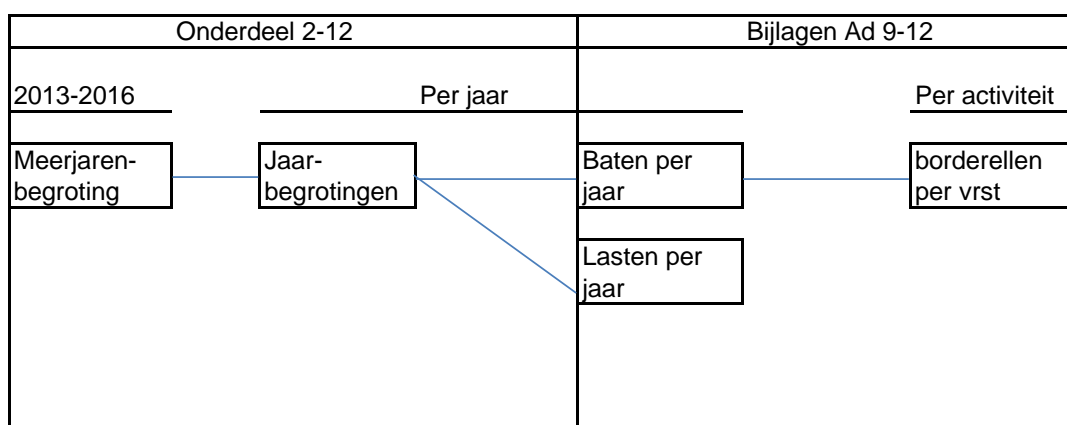 Onderdeel 2-12
Bijlagen Ad 9-12
2013-2016
Per jaar
Per activiteit
Meerjaren-
begroting
Jaar-
begrotingen
Baten per
jaar
borderellen
per vrst
Lasten per
jaar